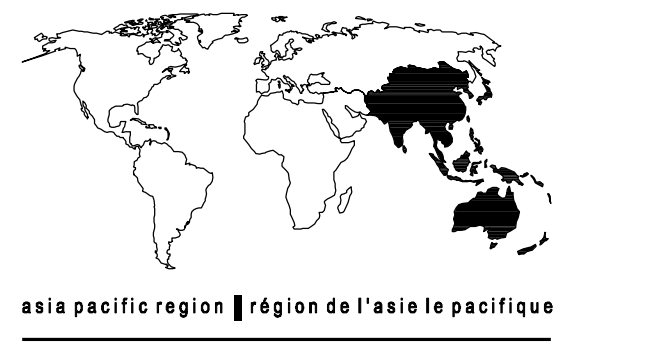 asia pacific region ▌ région de l'asie le pacifique